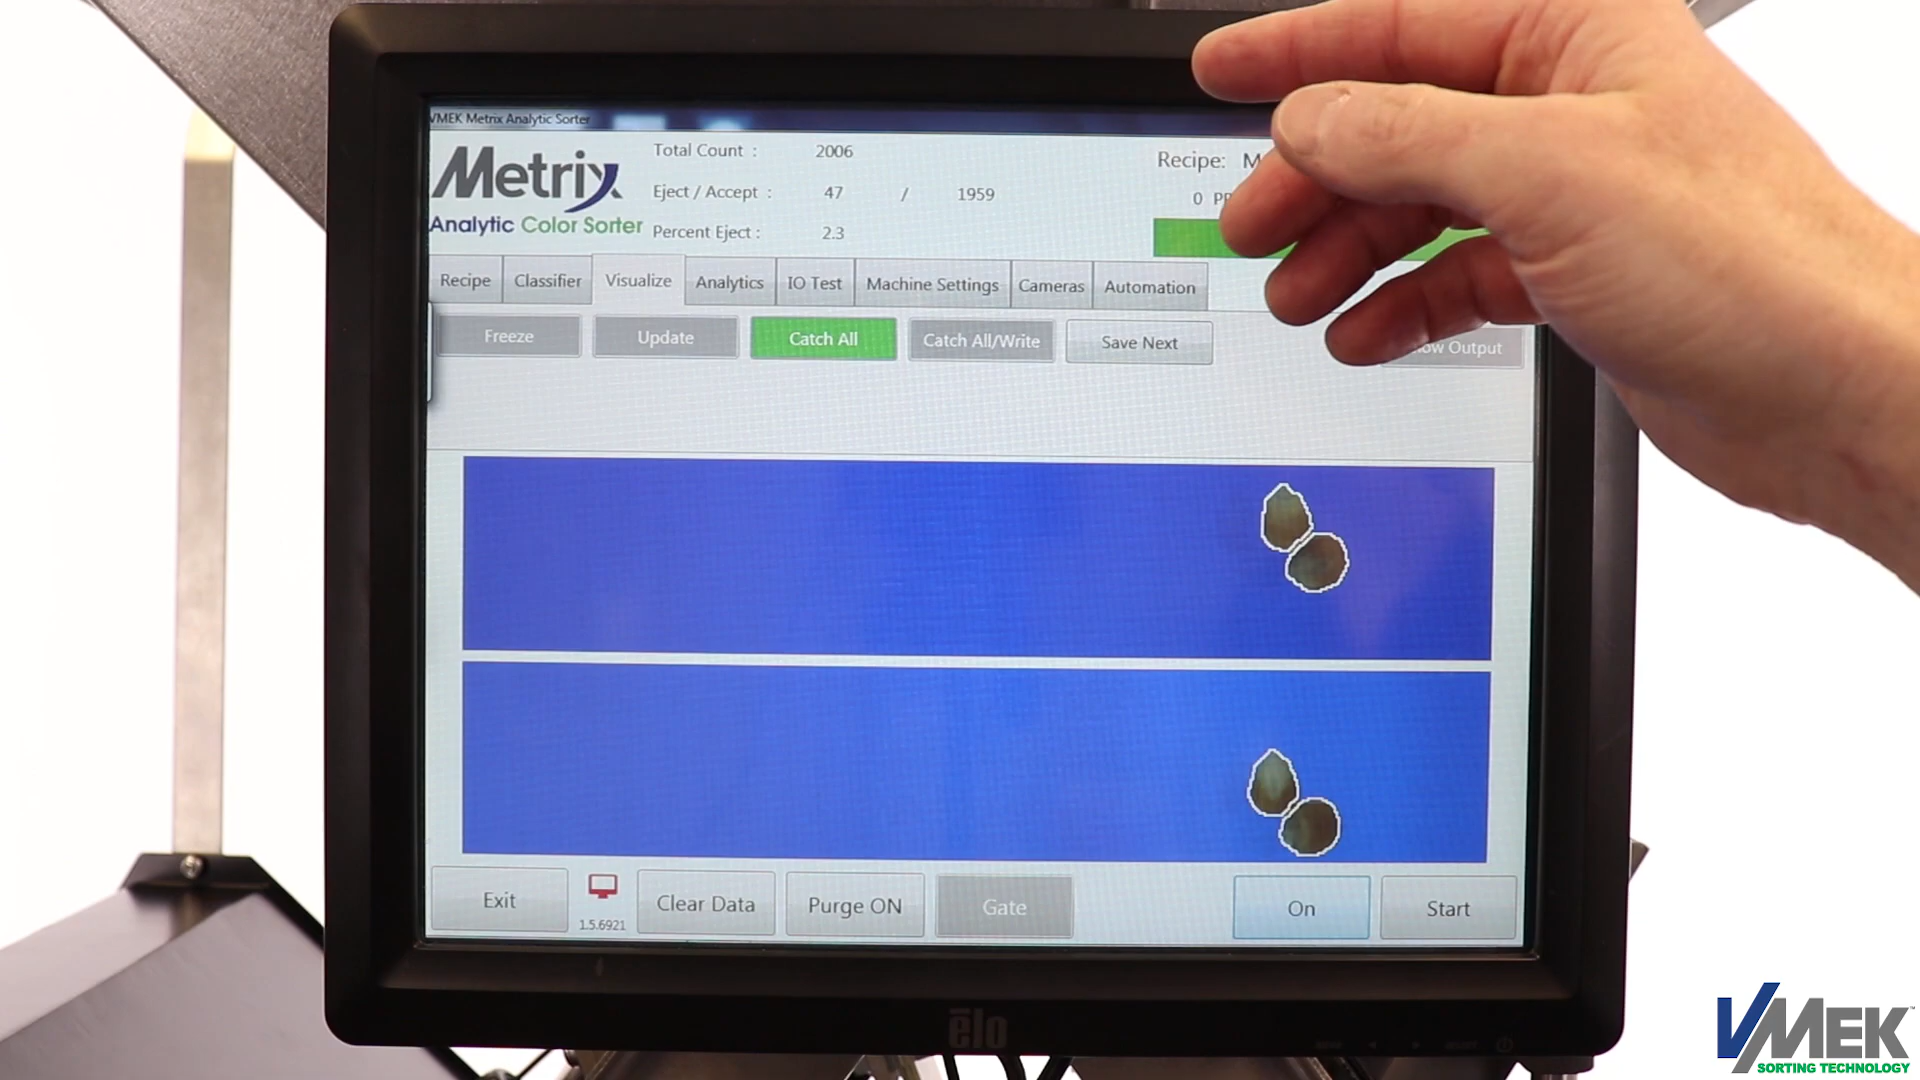 VMEK Metrix Analytic Sorter
Metrix
Analytic Color Sorter
Total Count : 2006
Eject / Accept : 47 / 1959
Percent Eject : 2.3
Recipe: M
0
Recipe Classifier Visualize Analytics IO Test Machine Settings Cameras Automation
Freeze Update Catch All Catch All/Write Save Next Output
Exit 1.5.6921 Clear Data Purge ON Gate On Start
elo
VMEK
SORTING TECHNOLOGY